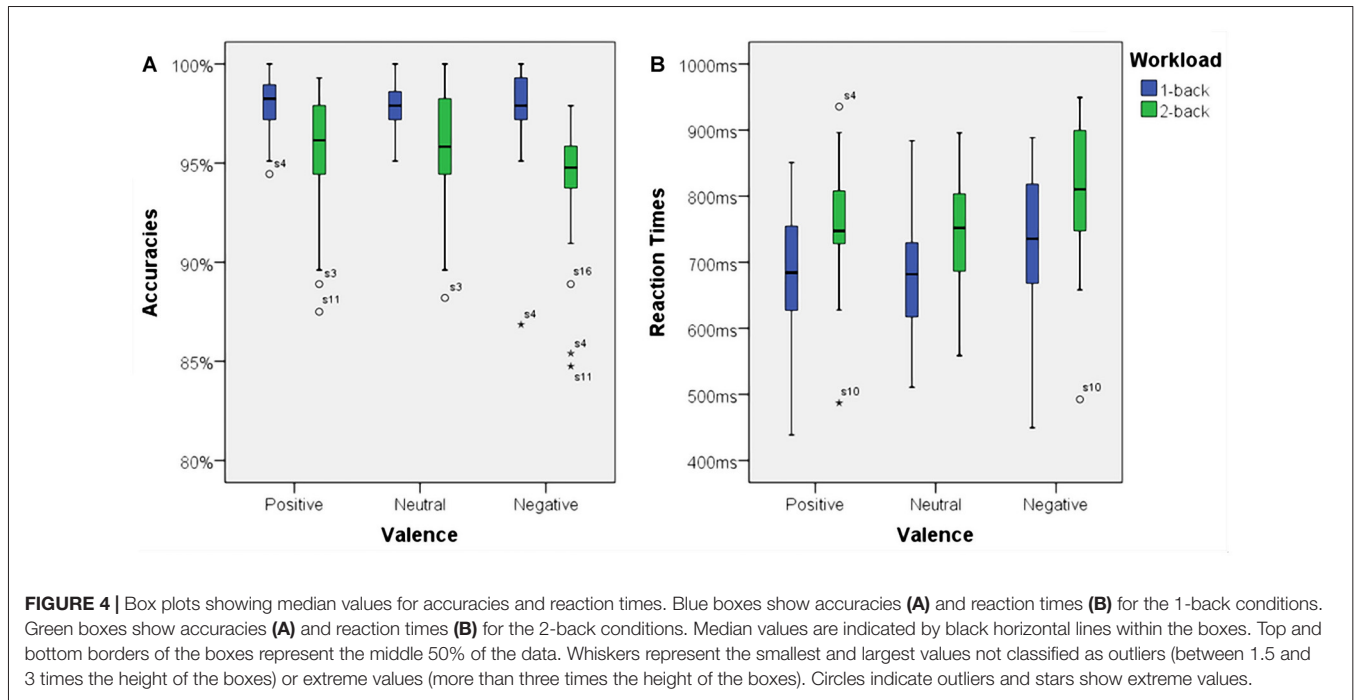 A
B
Workload
1-back
2-back
100%
95%
90%
85%
80%
Accuracies
s4
s3
s11
s3
s4
s16
s4
s11
Positive
Neutral
Negative
Valence
1000ms
900ms
800ms
700ms
600ms
500ms
400ms
Reaction Times
s4
s10
s10
Positive
Neutral
Negative
Valence
FIGURE 4 | Box plots showing median values for accuracies and reaction times. Blue boxes show accuracies (A) and reaction times (B) for the 1-back conditions.
Green boxes show accuracies (A) and reaction times (B) for the 2-back conditions. Median values are indicated by black horizontal lines within the boxes. Top and
bottom borders of the boxes represent the middle 50% of the data. Whiskers represent the smallest and largest values not classified as outliers (between 1.5 and
3 times the height of the boxes) or extreme values (more than three times the height of the boxes). Circles indicate outliers and stars show extreme values.